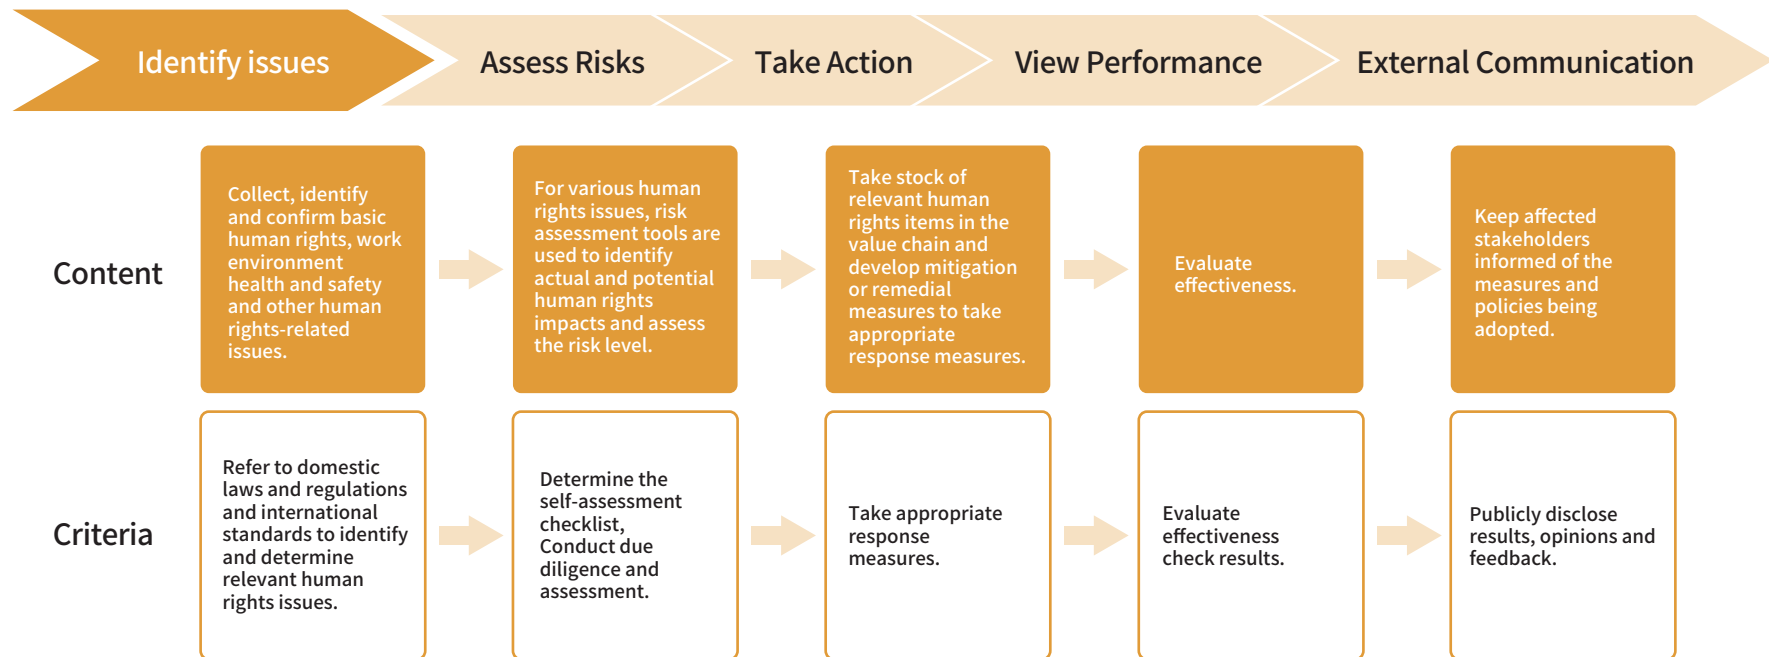 Identify issues
Assess Risks
Take Action
View Performance
External Communication
Content
Collect, identify
and confirm basic
human rights, work
environment
health and safety
and other human
rights-related
issues.
For various human
rights issues, risk
assessment tools are
used to identify
actual and potential
human rights
impacts and assess
the risk level.
Take stock of
relevant human
rights items in the
value chain and
develop mitigation
or remedial
measures to take
appropriate
response measures.
Evaluate
effectiveness.
Keep affected
stakeholders
informed of the
measures and
policies being
adopted.
Criteria
Refer to domestic
laws and regulations
and international
standards to identify
and determine
relevant human
rights issues.
Determine the
self-assessment
checklist,
Conduct due
diligence and
assessment.
Take appropriate
response
measures.
Evaluate
effectiveness
check results.
Publicly disclose
results, opinions and
feedback.